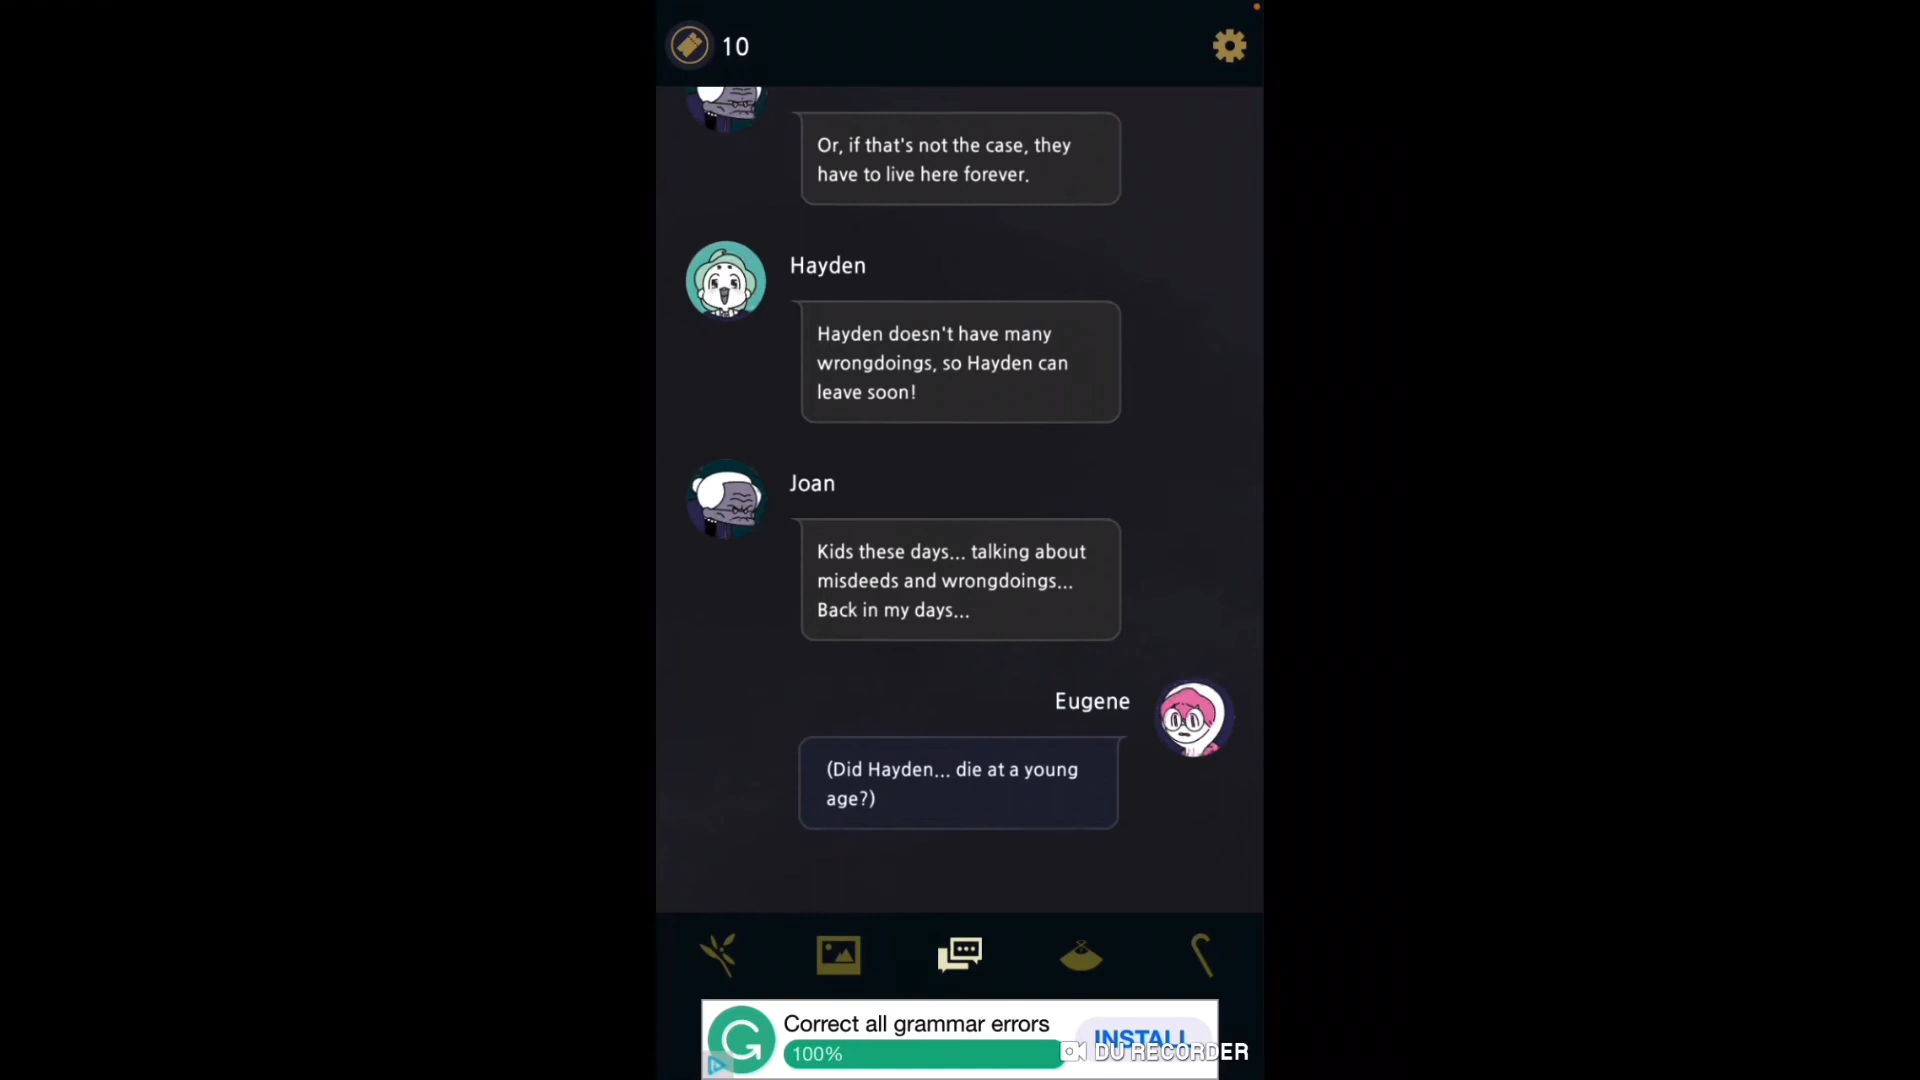 10
Or, if that's not the case, they
have to live here forever.
Hayden
Hayden doesn't have many
wrongdoings, so Hayden can
leave soon!
Joan
Kids these days... talking about
misdeeds and wrongdoings...
Back in my days...
Eugene
(Did Hayden... die at a young
age?)
Correct all grammar errors
100%
INSTALL
DU RECORDER